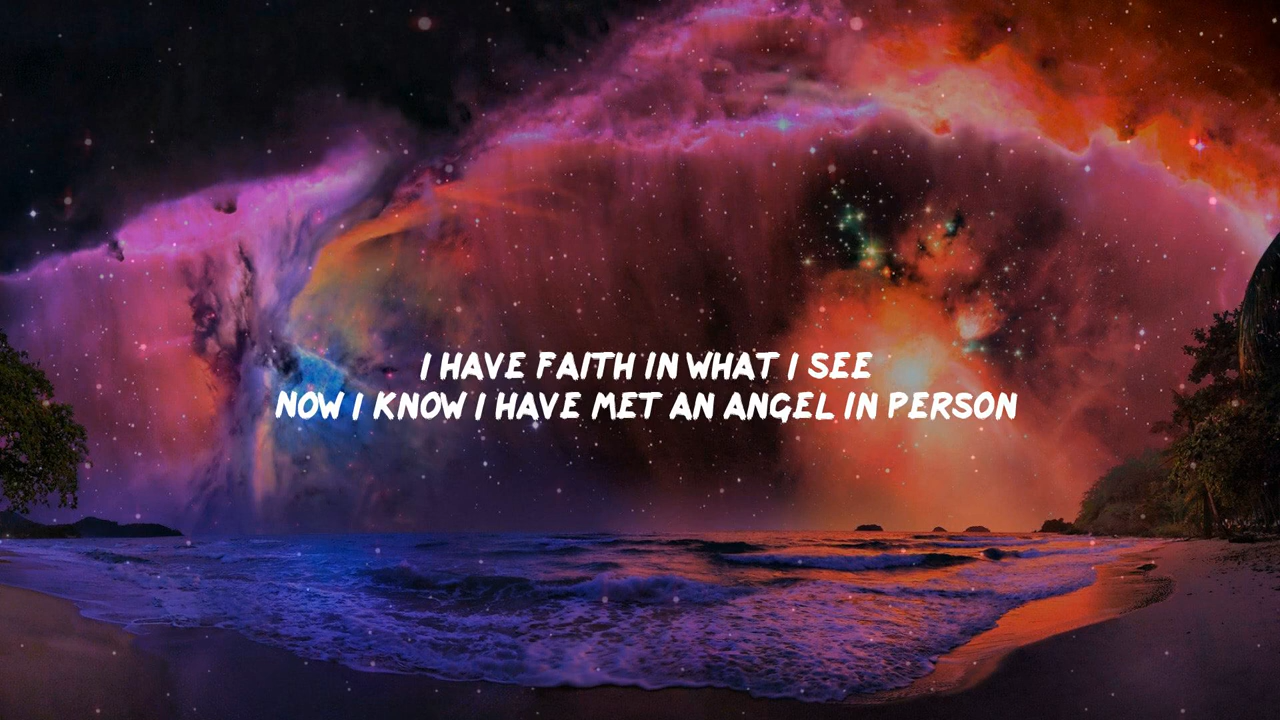 I HAVE FAITH IN WHAT I SEE
NOW I KNOW I HAVE MET AN ANGEL IN PERSON